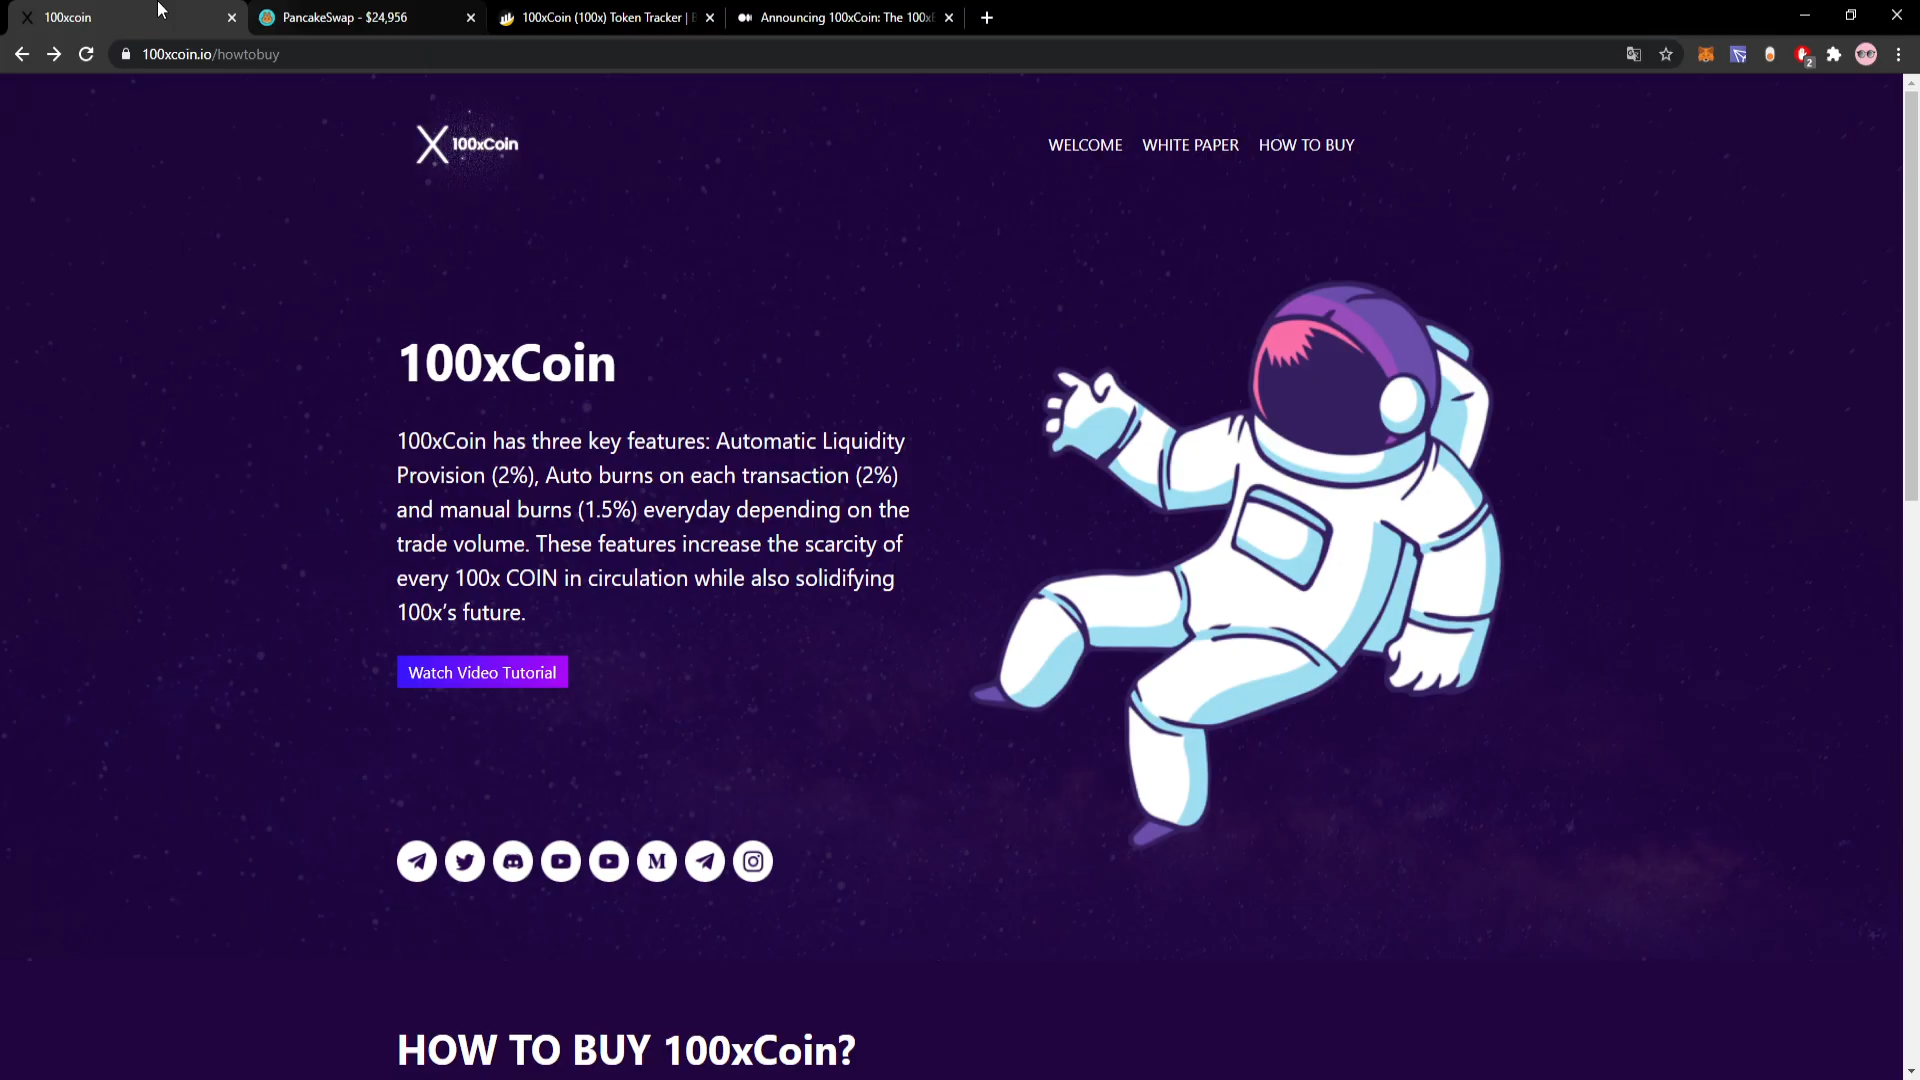 100xcoin
PancakeSwap - $24,956
100xCoin (100x) Token Tracker |
Announcing 100xCoin: The 100x
100xcoin.io/howtobuy
2
100xCoin
WELCOME
WHITE PAPER
HOW TO BUY
100xCoin
100xCoin has three key features: Automatic Liquidity
Provision (2%), Auto burns on each transaction (2%)
and manual burns (1.5%) everyday depending on the
trade volume. These features increase the scarcity of
every 100x COIN in circulation while also solidifying
100x’s future.
Watch Video Tutorial
M
HOW TO BUY 100xCoin?